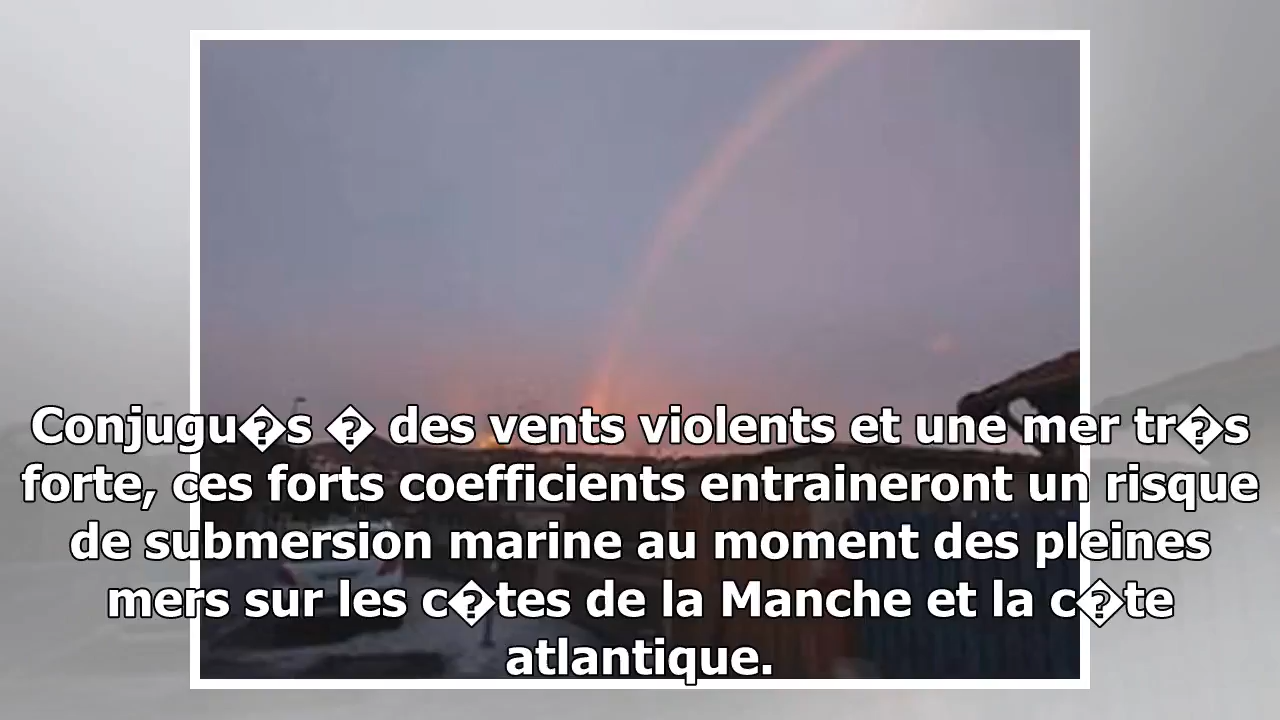 Conjugu�s � des vents violents et une mer tr�s
forte, ces forts coefficients entraineront un risque
de submersion marine au moment des pleines
mers sur les c�tes de la Manche et la c�te
atlantique.